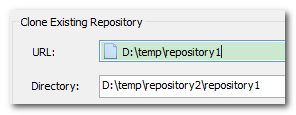 Clone Existing Repository
URL: D:\temp\repository1
Directory: D:\temp\repository2\repository1